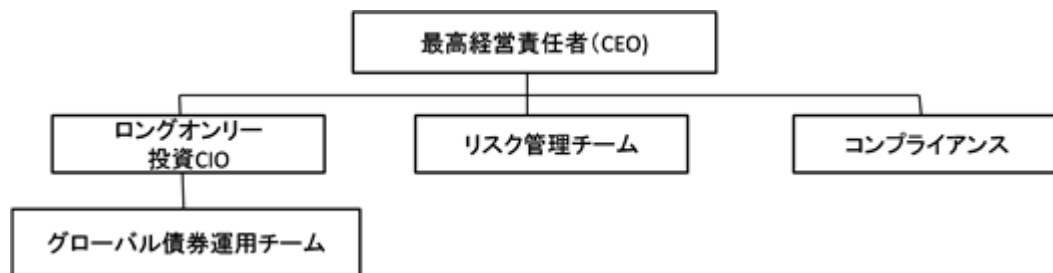 最高経営責任者（CEO)
ロングオンリー
投資CIO
リスク管理チーム
コンプライアンス
グローバル債券運用チーム